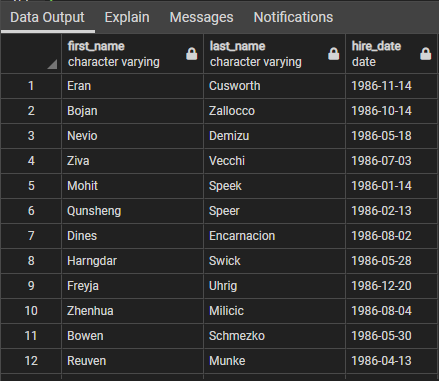 Data Output Explain Messages Notifications
first_name last_name hire_date
character varying character varying date
1 Eran Cusworth 1986-11-14
2 Bojan Zallocco 1986-10-14
3 Nevio Demizu 1986-05-18
4 Ziva Vecchi 1986-07-03
5 Mohit Speek 1986-01-14
6 Qunsheng Speer 1986-02-13
7 Dines Encarnacion 1986-08-02
8 Harngdar Swick 1986-05-28
9 Freyja Uhrig 1986-12-20
10 Zhenhua Milicic 1986-08-04
11 Bowen Schmezko 1986-05-30
12 Reuven Munke 1986-04-13